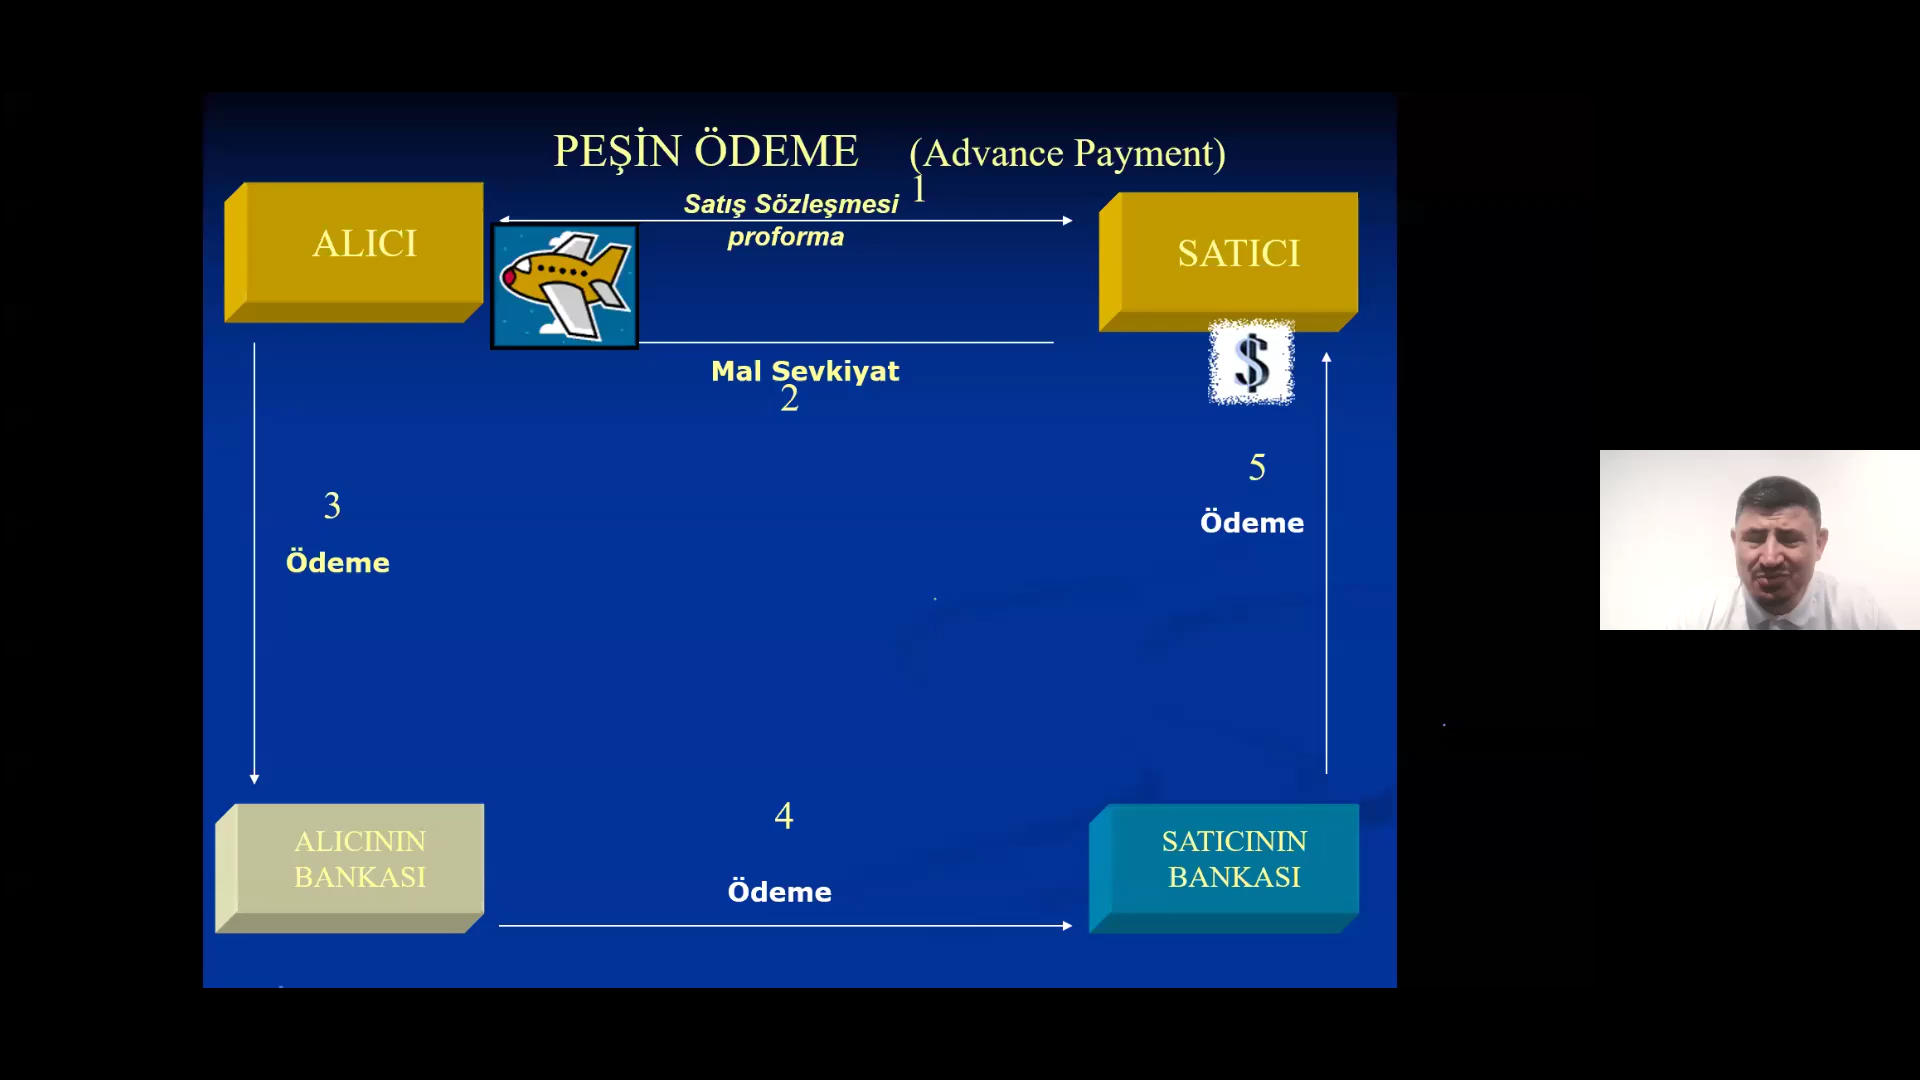 PEŞİN ÖDEME (Advance Payment)
1
Satış Sözleşmesi
proforma
ALICI
SATICI
$
Mal Sevkiyat
2
3
Ödeme
5
Ödeme
4
Ödeme
ALICININ
BANKASI
SATICININ
BANKASI